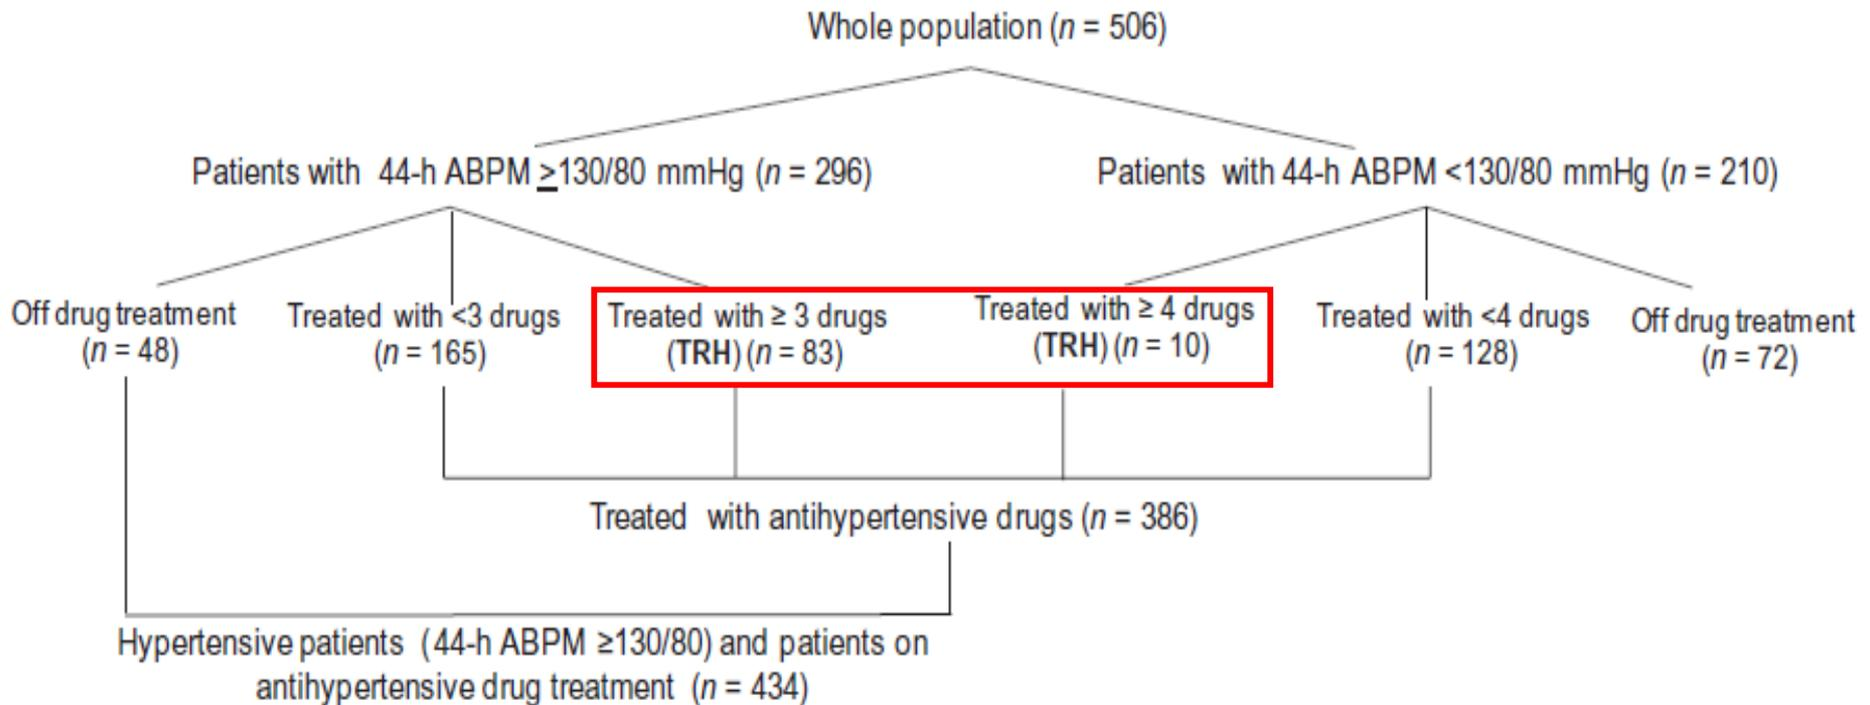 Whole population (n = 506)
Patients with 44-h ABPM ≥130/80 mmHg (n = 296)
Patients with 44-h ABPM <130/80 mmHg (n = 210)
Off drug treatment
(n = 48)
Treated with <3 drugs
(n = 165)
Treated with ≥ 3 drugs
(TRH) (n = 83)
Treated with ≥ 4 drugs
(TRH) (n = 10)
Treated with <4 drugs
(n = 128)
Off drug treatment
(n = 72)
Treated with antihypertensive drugs (n = 386)
Hypertensive patients (44-h ABPM ≥130/80) and patients on
antihypertensive drug treatment (n = 434)